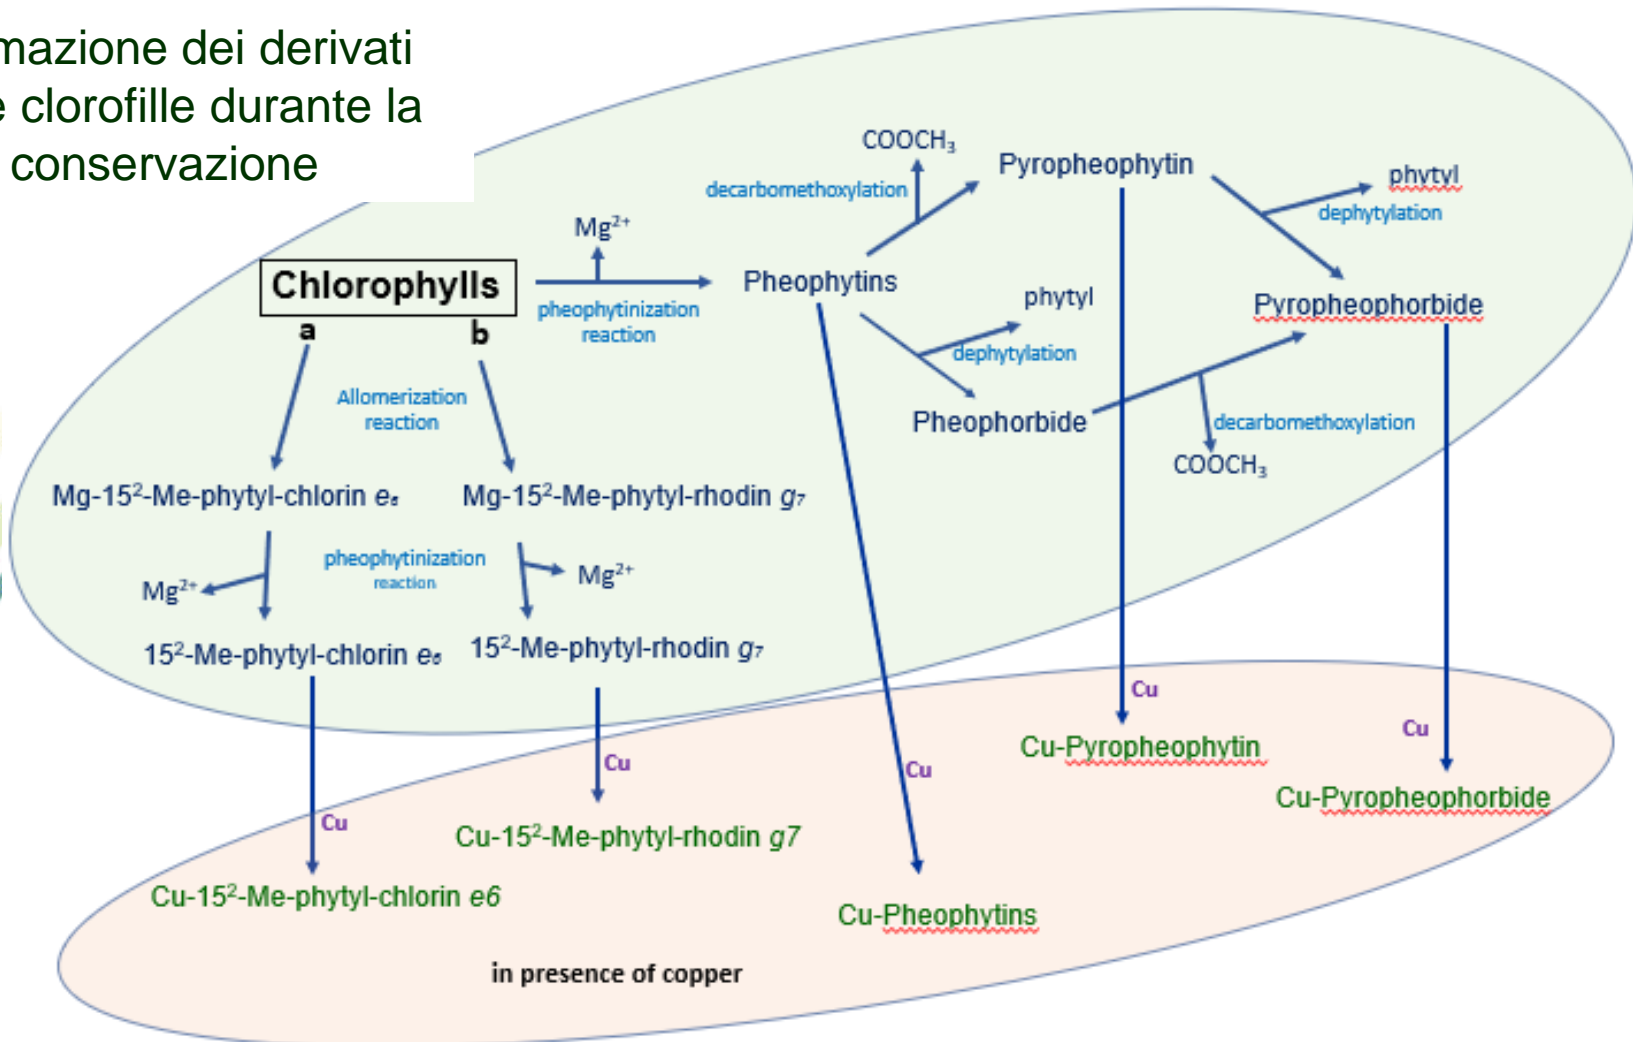 mazione dei derivati
e clorofille durante la
conservazione
COOCH₃
Pyropheophytin
phytyl
decarbomethoxylation
dephytylation
Mg²⁺
Chlorophylls
Pheophytins
phytyl
Pyropheophorbide
a
b
pheophytinization
reaction
dephytylation
Allomerization
reaction
Pheophorbide
decarbomethoxylation
COOCH₃
Mg-15²-Me-phytyl-chlorin e₆
Mg-15²-Me-phytyl-rhodin g₇
pheophytinization
reaction
Mg²⁺
Mg²⁺
15²-Me-phytyl-chlorin e₆
15²-Me-phytyl-rhodin g₇
Cu
Cu
Cu
Cu
Cu
Cu-Pyropheophytin
Cu-Pyropheophorbide
Cu-15²-Me-phytyl-rhodin g7
Cu-15²-Me-phytyl-chlorin e6
Cu-Pheophytins
in presence of copper